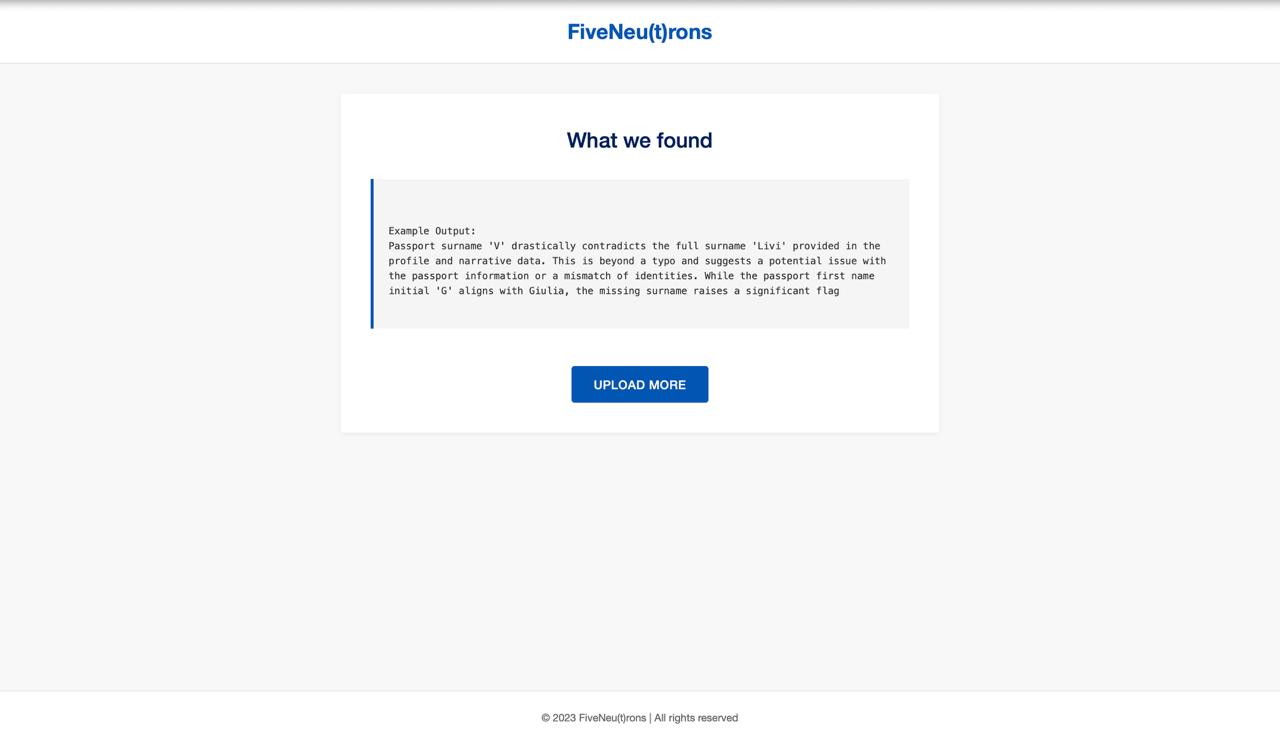 FiveNeu(t)rons
What we found
Example Output:
Passport surname 'V' drastically contradicts the full surname 'Livi' provided in the
profile and narrative data. This is beyond a typo and suggests a potential issue with
the passport information or a mismatch of identities. While the passport first name
initial 'G' aligns with Giulia, the missing surname raises a significant flag
UPLOAD MORE
© 2023 FiveNeu(t)rons | All rights reserved